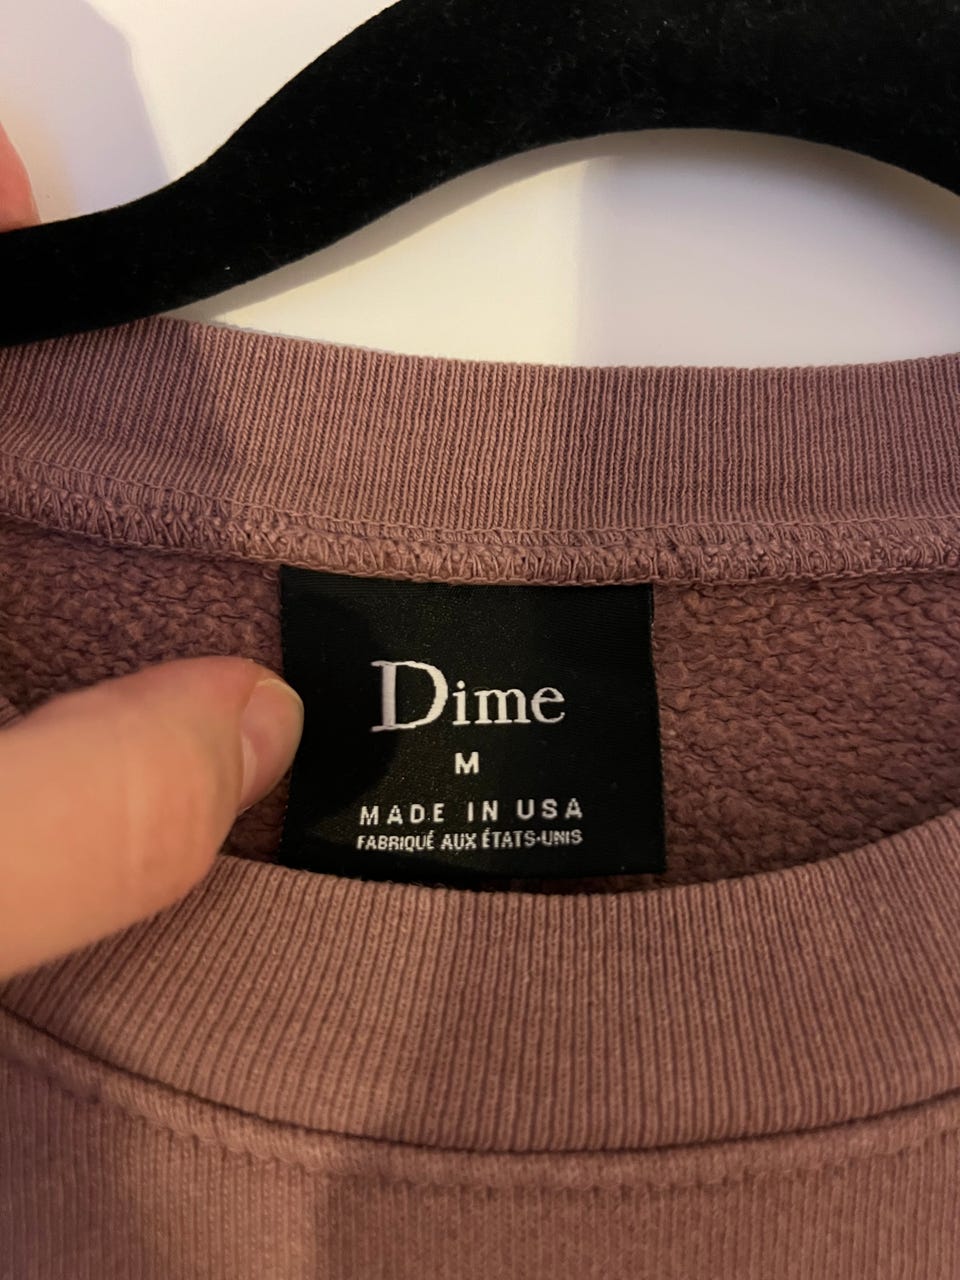 Dime
M
MADE IN USA
FABRIQUÉ AUX ÉTATS-UNIS